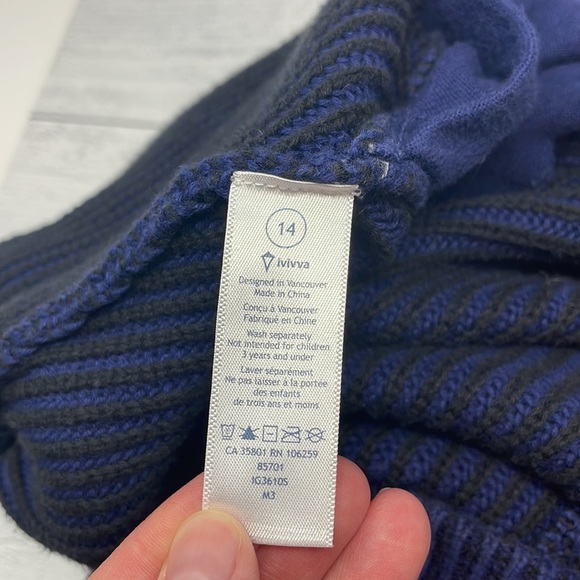 14
ivivva
Designed in Vancouver
Made in China
Conçu à Vancouver
Fabriqué en Chine
Wash separately
Not intended for children
3 years and under
Laver séparément
Ne pas laisser à la portée
des enfants
de trois ans et moins
CA 35801 RN 106259
85701
IG3610S
M3